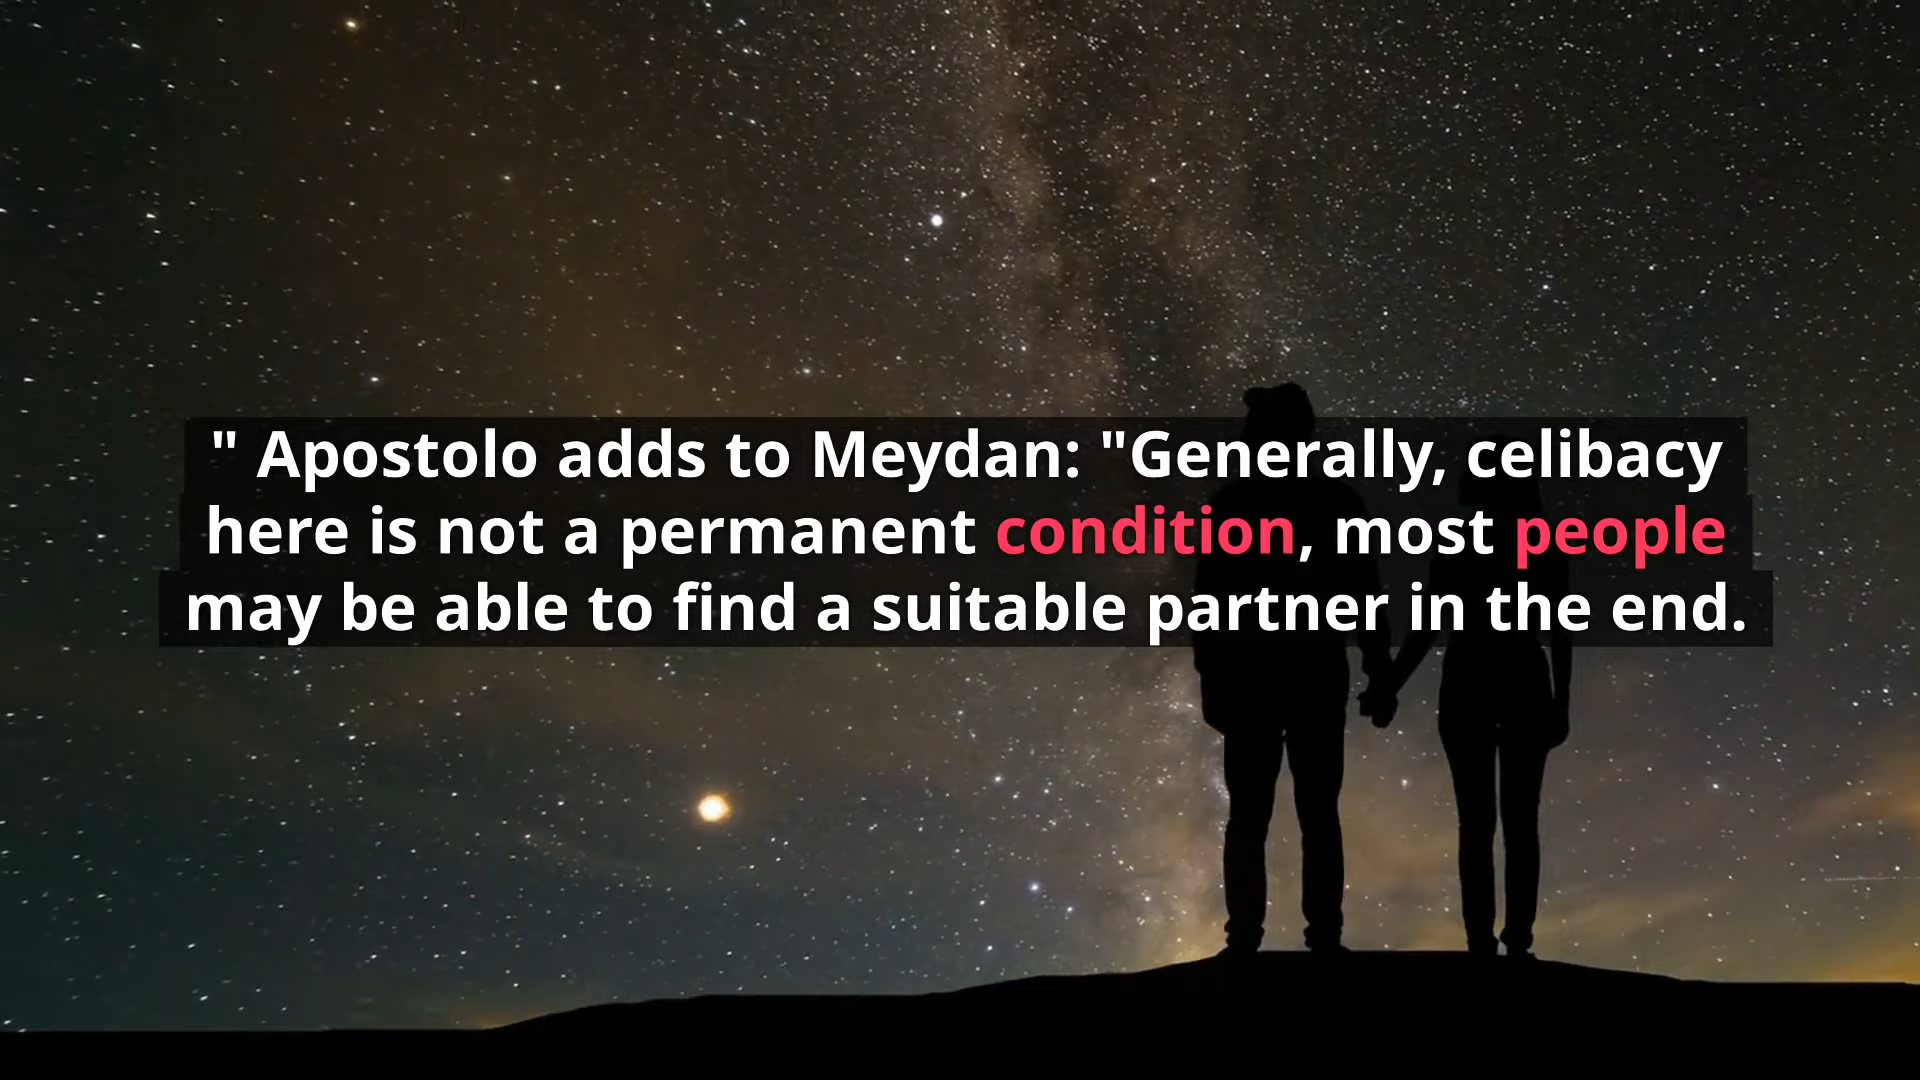 " Apostolo adds to Meydan: "Generally, celibacy
here is not a permanent condition, most people
may be able to find a suitable partner in the end.